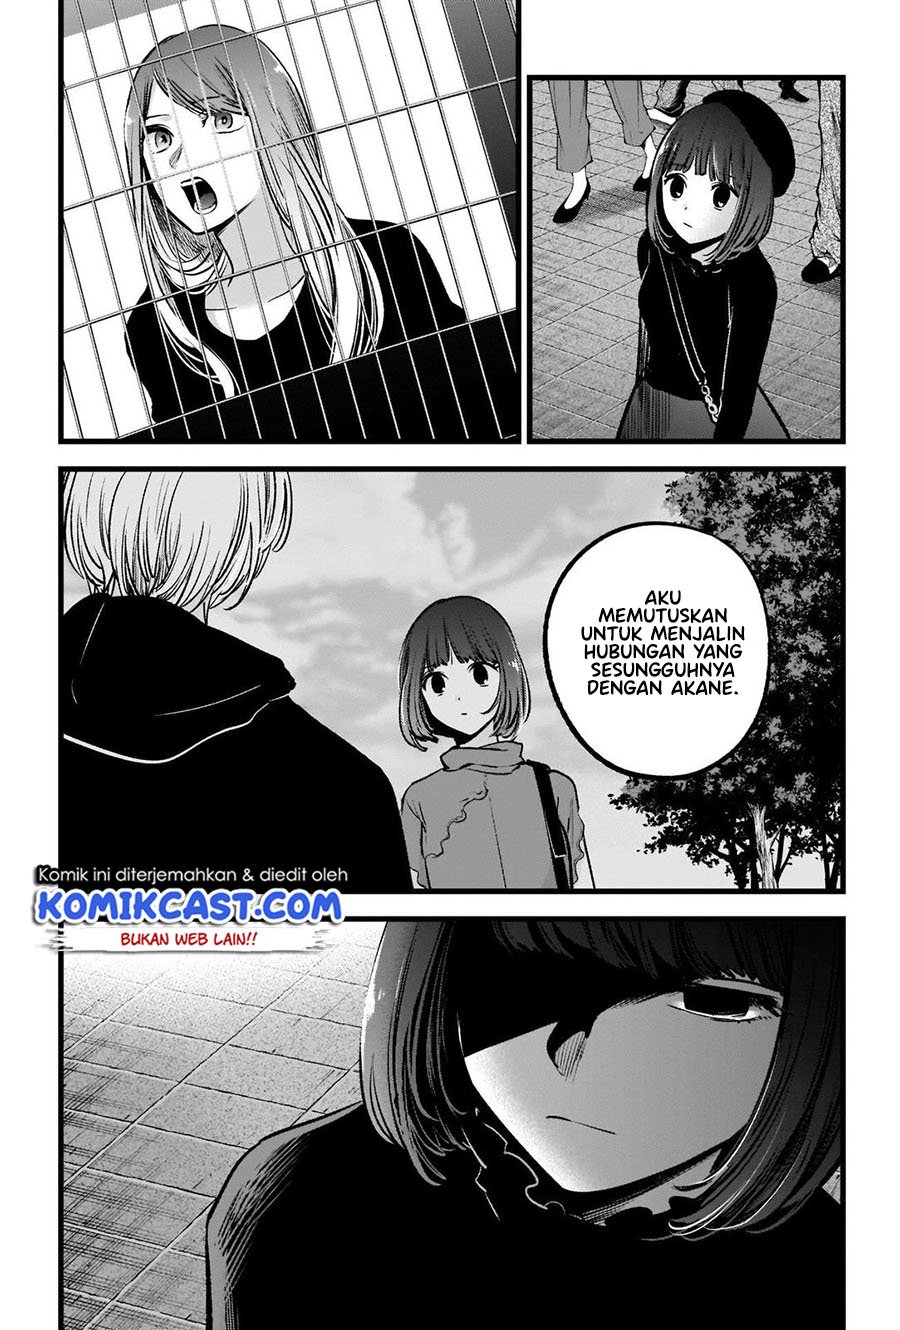 AKU
MEMUTUSKAN
UNTUK MENJALIN
HUBUNGAN YANG
SESUNGGUHNYA
DENGAN AKANE.
Komik ini diterjemahkan & diedit oleh
KOMIKCAST.COM
BUKAN WEB LAIN!!